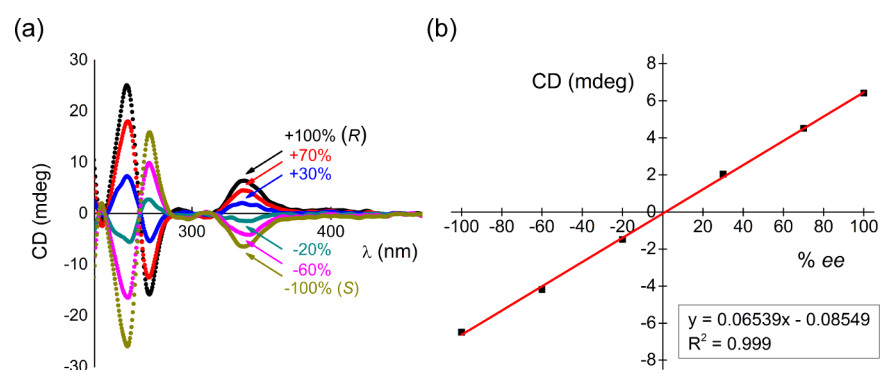 (a)
30
20
10
0
-10
-20
-30
CD (mdeg)
300
400
λ (nm)
+100% (R)
+70%
+30%
-20%
-60%
-100% (S)
(b)
CD (mdeg)
8
6
4
2
0
-2
-4
-6
-8
-100 -80 -60 -40 -20 20 40 60 80 100
% ee
y = 0.06539x - 0.08549
R² = 0.999